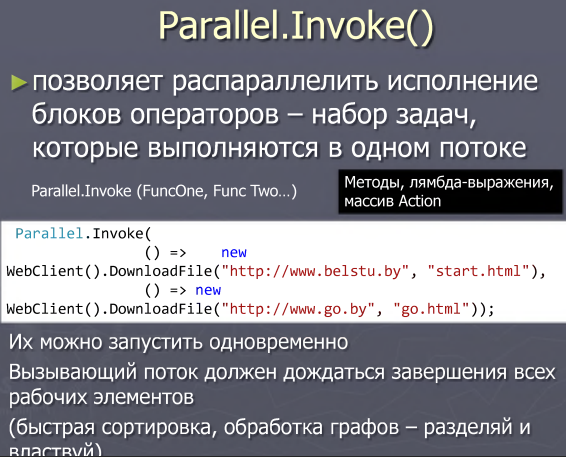 Parallel.Invoke()
►позволяет распараллелить исполнение
блоков операторов – набор задач,
которые выполняются в одном потоке
Parallel.Invoke (FuncOne, Func Two…)
Методы, лямбда-выражения,
массив Action
Parallel.Invoke(
() => new
WebClient().DownloadFile("http://www.belstu.by", "start.html"),
() => new
WebClient().DownloadFile("http://www.go.by", "go.html"));
Их можно запустить одновременно
Вызывающий поток должен дождаться завершения всех
рабочих элементов
(быстрая сортировка, обработка графов – разделяй и
властвуй)